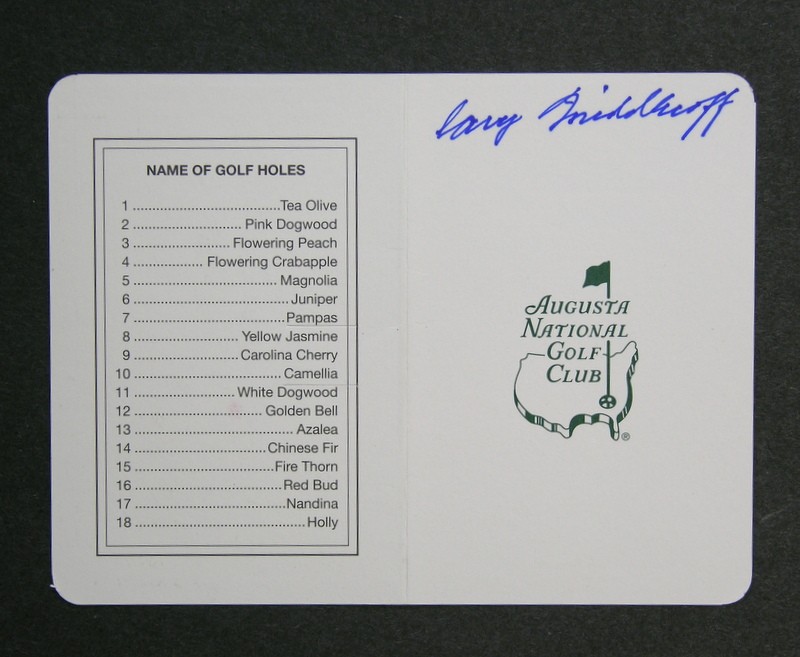 NAME OF GOLF HOLES
1 Tea Olive
2 Pink Dogwood
3 Flowering Peach
4 Flowering Crabapple
5 Magnolia
6 Juniper
7 Pampas
8 Yellow Jasmine
9 Carolina Cherry
10 Camellia
11 White Dogwood
12 Golden Bell
13 Azalea
14 Chinese Fir
15 Fire Thorn
16 Red Bud
17 Nandina
18 Holly
Cary Middlecoff
AUGUSTA
NATIONAL
GOLF
CLUB
®